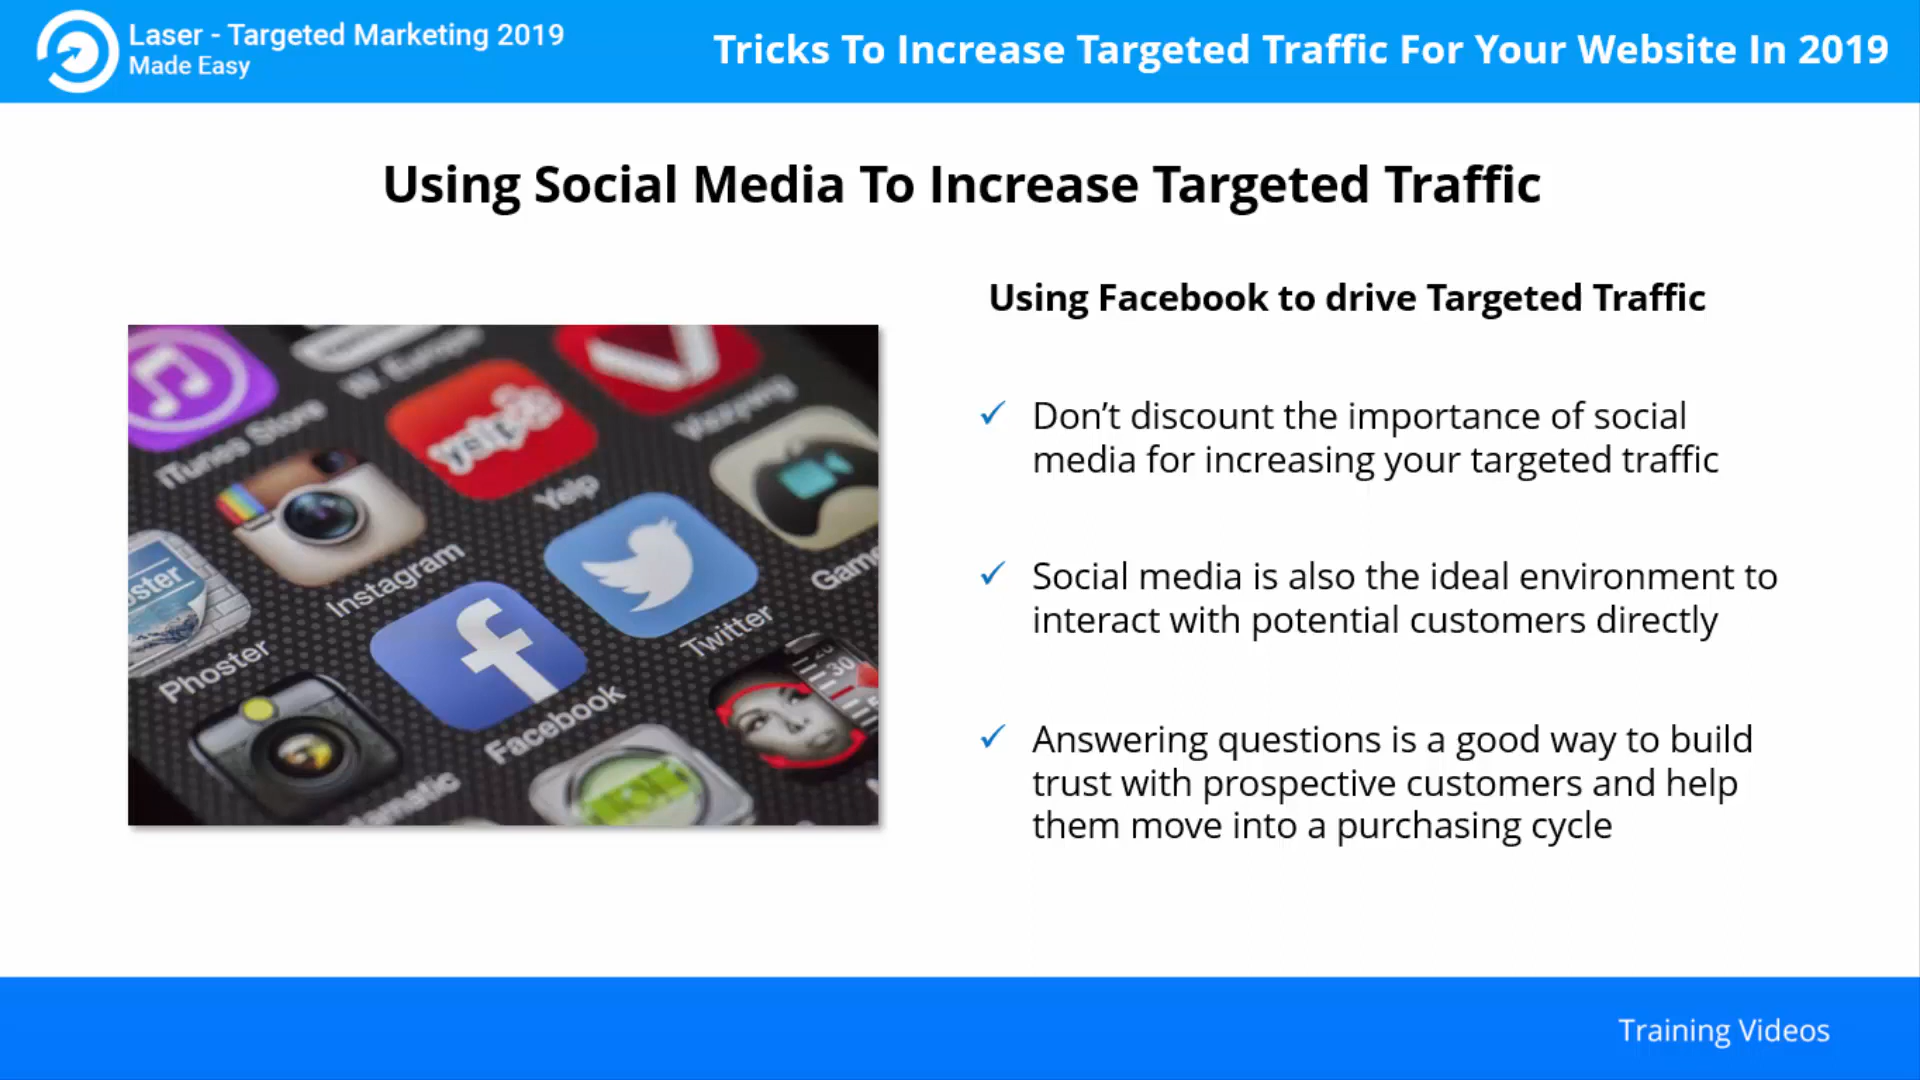 Laser - Targeted Marketing 2019
Made Easy
Tricks To Increase Targeted Traffic For Your Website In 2019
Using Social Media To Increase Targeted Traffic
Using Facebook to drive Targeted Traffic
Don’t discount the importance of social
media for increasing your targeted traffic
Social media is also the ideal environment to
interact with potential customers directly
Answering questions is a good way to build
trust with prospective customers and help
them move into a purchasing cycle
iTunes Store
yelp
Yelp
Instagram
Twitter
Phoster
Facebook
30
Training Videos